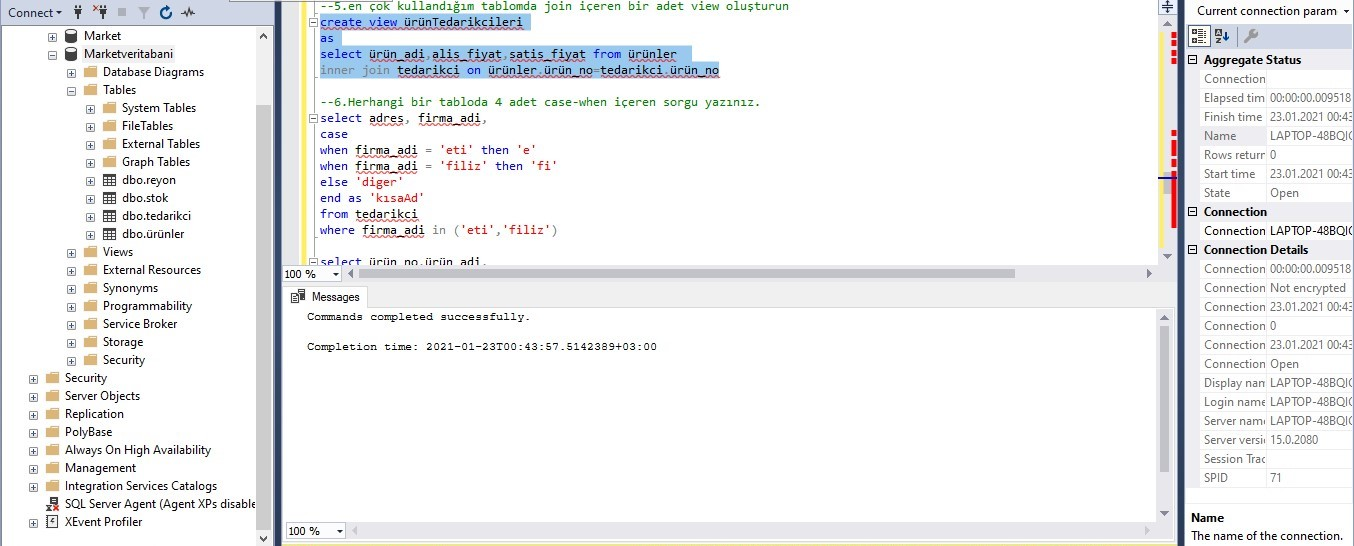 Connect
Market
Marketveritabani
Database Diagrams
Tables
System Tables
FileTables
External Tables
Graph Tables
dbo.reyon
dbo.stok
dbo.tedarikci
dbo.ürünler
Views
External Resources
Synonyms
Programmability
Service Broker
Storage
Security
Security
Server Objects
Replication
PolyBase
Always On High Availability
Management
Integration Services Catalogs
SQL Server Agent (Agent XPs disable
XEvent Profiler
--5.en çok kullandığım tablomda join içeren bir adet view oluşturun
create view ürünTedarikcileri
as
select ürün_adi,alis_fiyat,satis_fiyat from ürünler
inner join tedarikci on ürünler.ürün_no=tedarikci.ürün_no
--6.Herhangi bir tabloda 4 adet case-when içeren sorgu yazınız.
select adres, firma_adi,
case
when firma_adi = 'eti' then 'e'
when firma_adi = 'filiz' then 'fi'
else 'diger'
end as 'kısaAd'
from tedarikci
where firma_adi in ('eti','filiz')
select ürün_no,ürün_adi,
100 %
Messages
Commands completed successfully.
Completion time: 2021-01-23T00:43:57.5142389+03:00
100 %
Current connection param
Aggregate Status
Connection
Elapsed tim 00:00:00.009518
Finish time 23.01.2021 00:43
Name LAPTOP-48BQIC
Rows returr 0
Start time 23.01.2021 00:43
State Open
Connection
Connection LAPTOP-48BQIC
Connection Details
Connection 00:00:00.009518
Connection Not encrypted
Connection 23.01.2021 00:43
Connection 0
Connection 23.01.2021 00:43
Connection Open
Display nan LAPTOP-48BQIC
Login name LAPTOP-48BQIC
Server name LAPTOP-48BQIC
Server versi 15.0.2080
Session Trac
SPID 71
Name
The name of the connection.